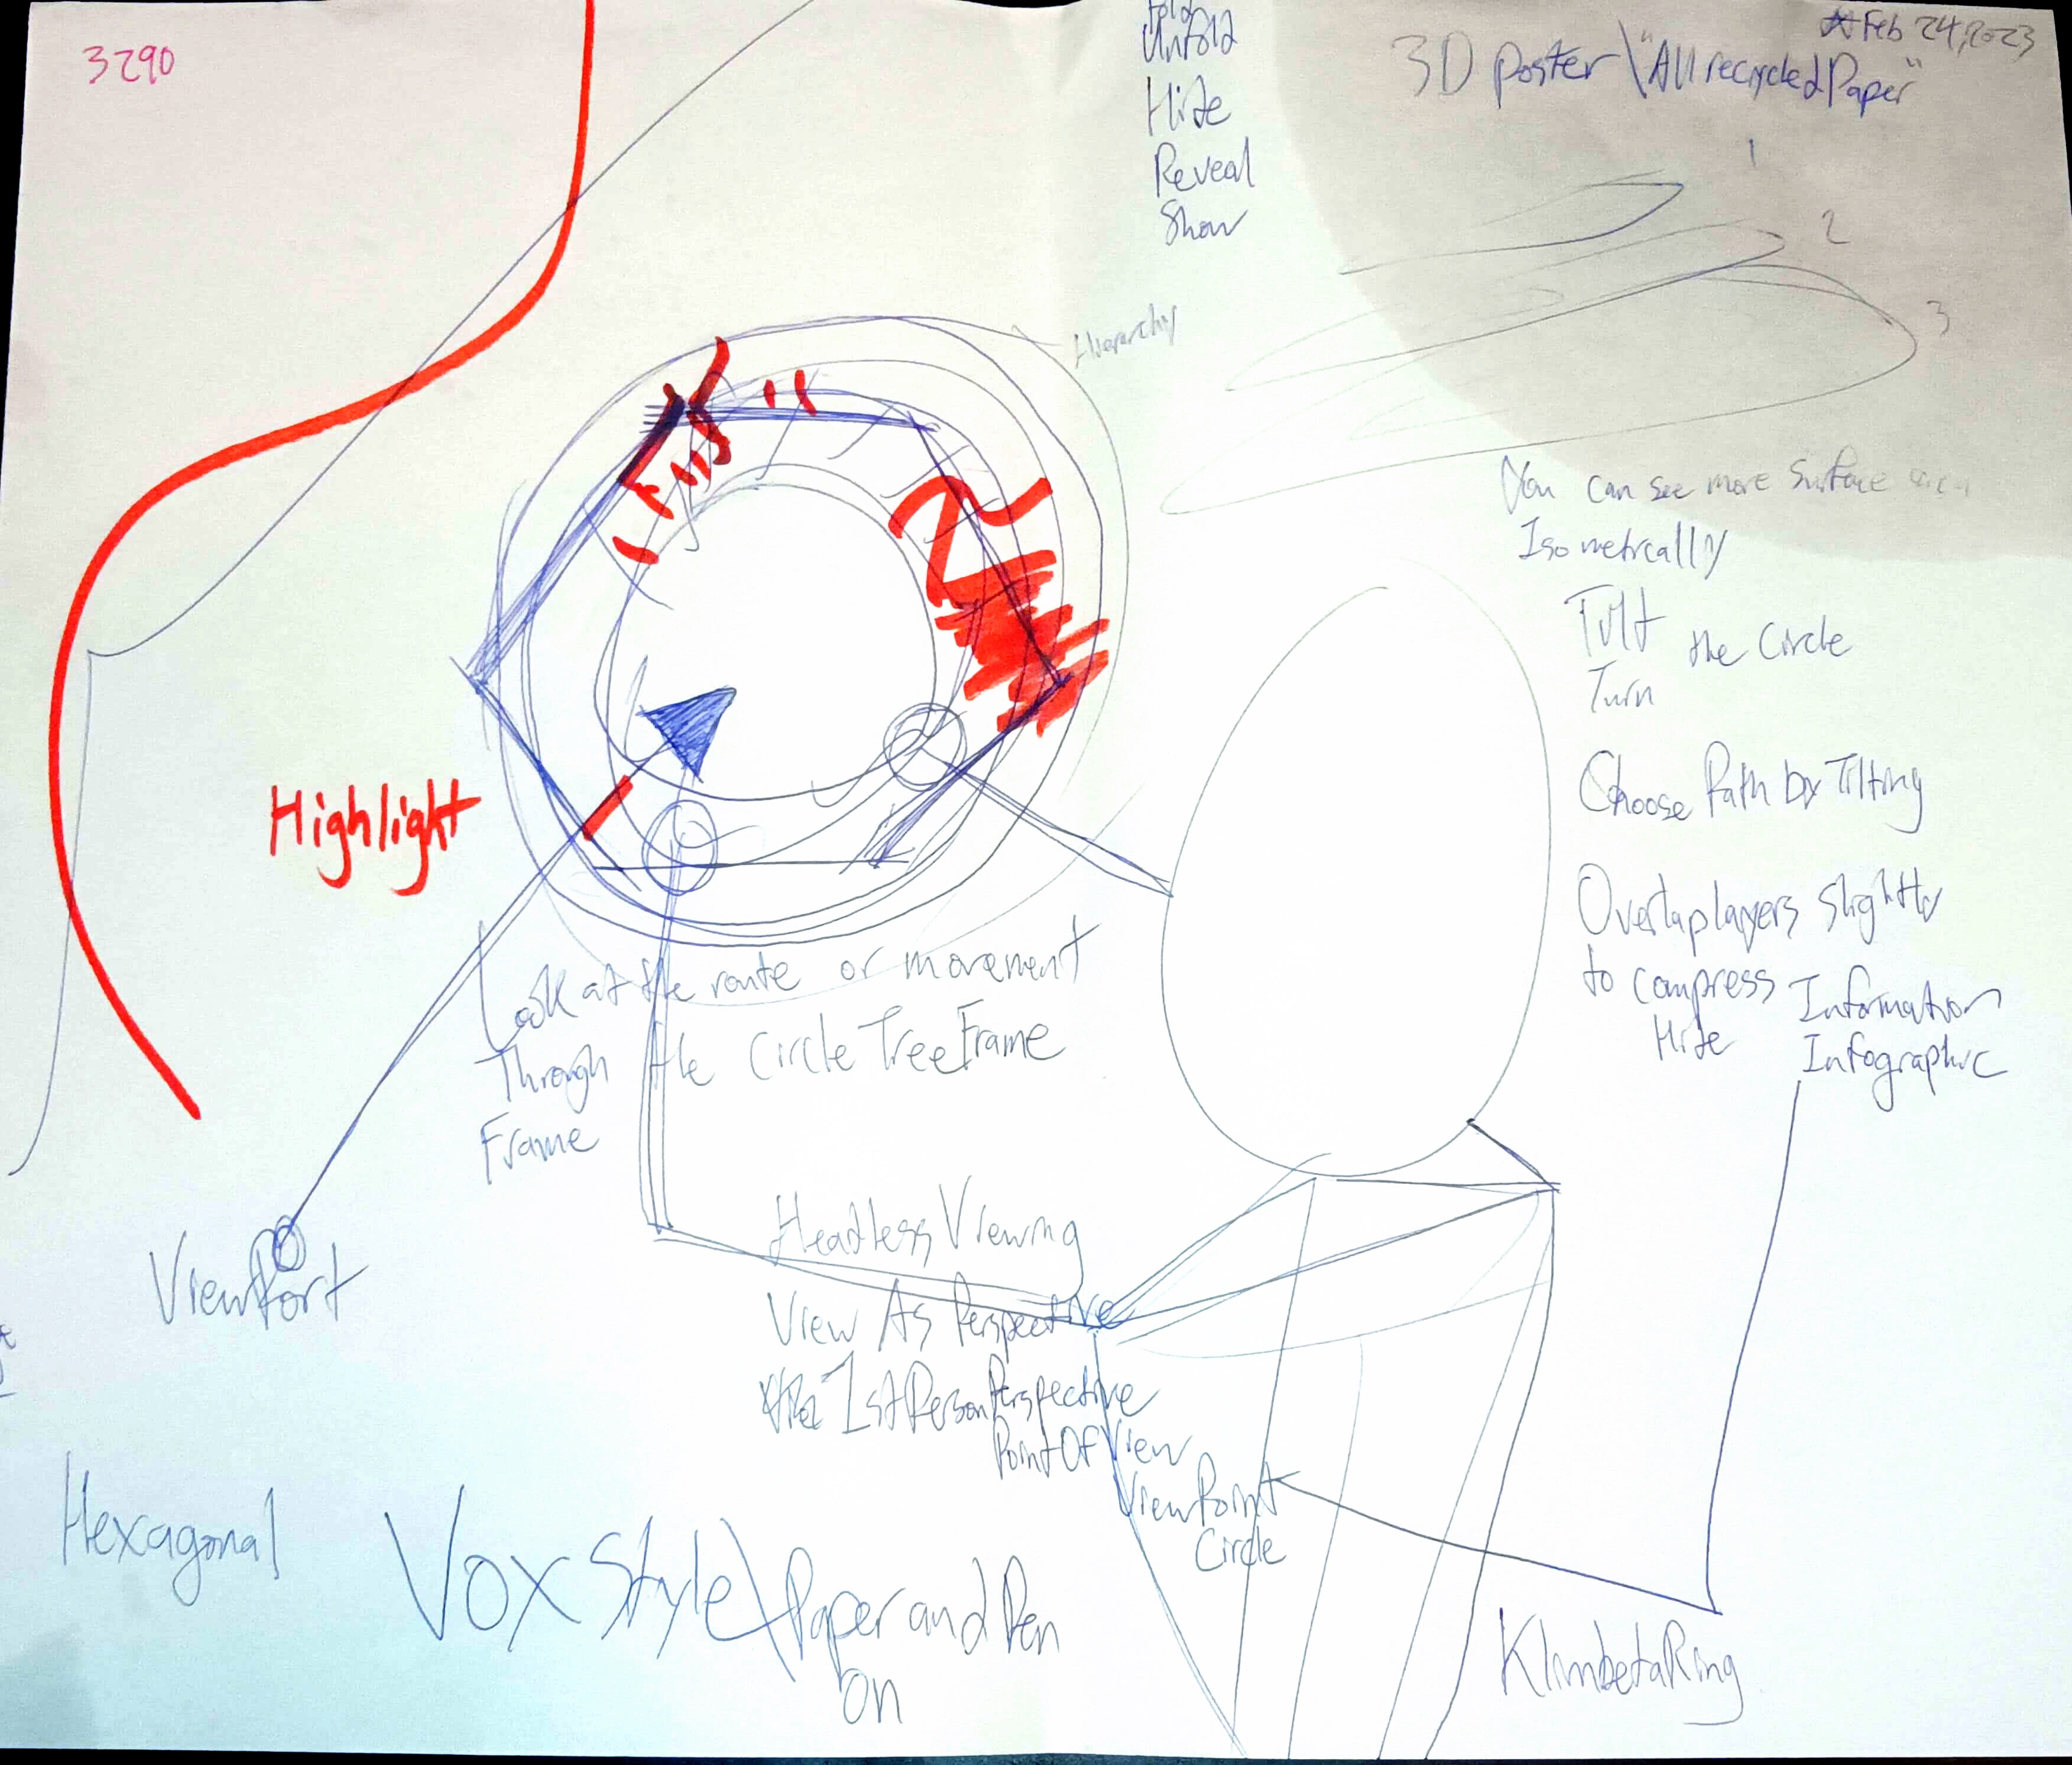 3290
Fold
Unfold
Hide
Reveal
Show
Feb 24, 2023
3D poster \ "All recycled Paper"
1
2
3
Hierarchy
You can see more surface area
Isometrically
Tilt
the Circle
Turn
Choose Path by Tilting
Overlap layers slightly
to compress
Hide
Information
Infographic
Highlight
Look at the route or movement
Through the Circle Tree Frame
Frame
ViewPort
Headless Viewing
View As Perspective
1st Person Perspective
Point Of View
ViewPoint
Circle
Hexagonal
Vox Style \ Paper and Pen
on
KlimbetaRing